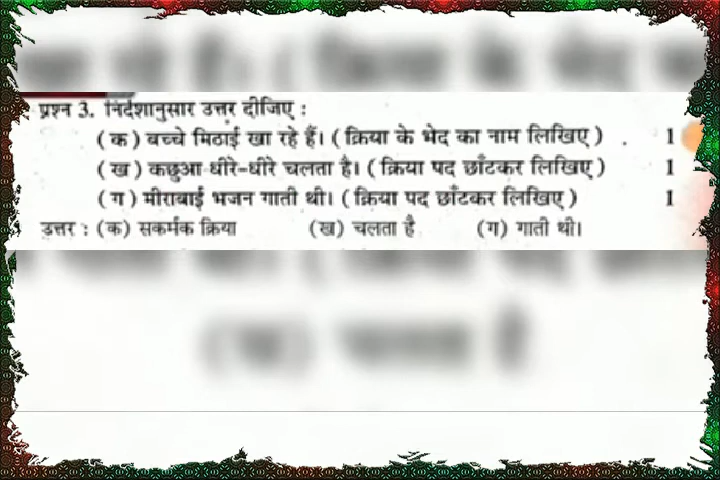 प्रश्न 3. निर्देशानुसार उत्तर दीजिए :
(क) बच्चे मिठाई खा रहे हैं। (क्रिया के भेद का नाम लिखिए) . 1
(ख) कछुआ धीरे-धीरे चलता है। (क्रिया पद छाँटकर लिखिए) 1
(ग) मीराबाई भजन गाती थी। (क्रिया पद छाँटकर लिखिए) 1
उत्तर : (क) सकर्मक क्रिया (ख) चलता है (ग) गाती थी।